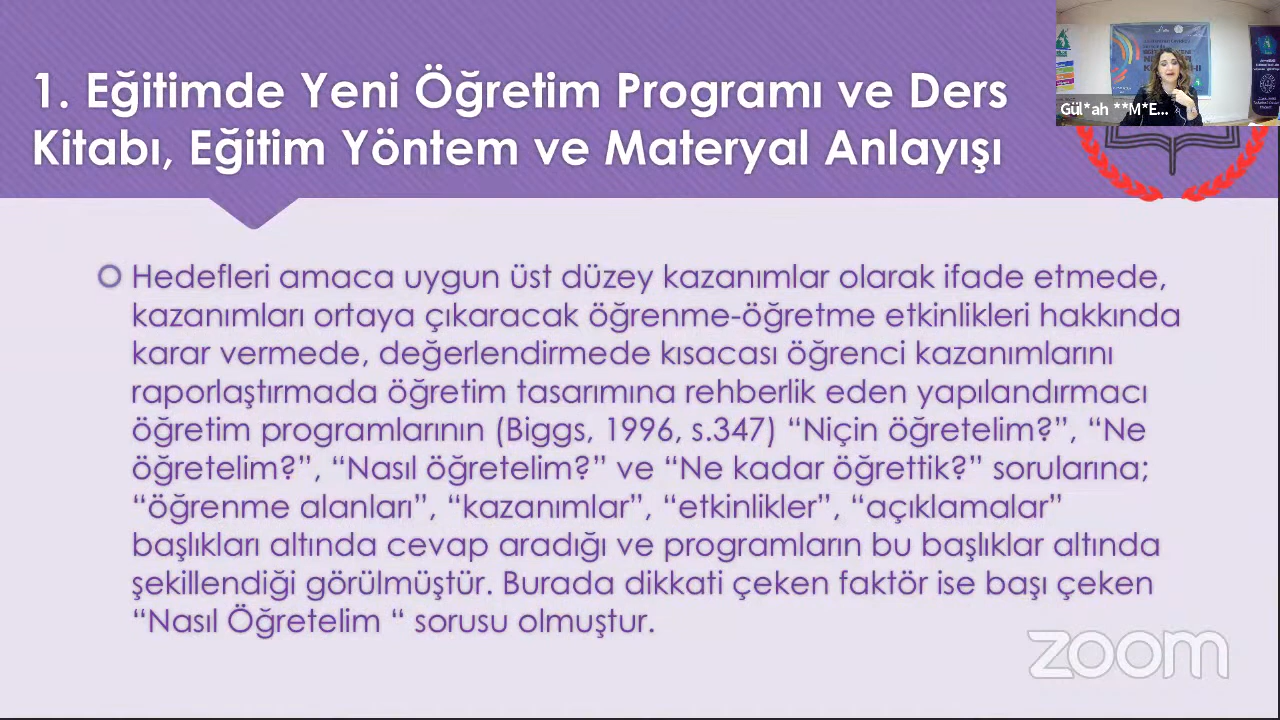 1. Eğitimde Yeni Öğretim Programı ve Ders
Kitabı, Eğitim Yöntem ve Materyal Anlayışı
Gül*ah **M*E...
Hedefleri amaca uygun üst düzey kazanımlar olarak ifade etmede,
kazanımları ortaya çıkaracak öğrenme-öğretme etkinlikleri hakkında
karar vermede, değerlendirmede kısacası öğrenci kazanımlarını
raporlaştırmada öğretim tasarımına rehberlik eden yapılandırmacı
öğretim programlarının (Biggs, 1996, s.347) “Niçin öğretelim?”, “Ne
öğretelim?”, “Nasıl öğretelim?” ve “Ne kadar öğrettik?” sorularına;
“öğrenme alanları”, “kazanımlar”, “etkinlikler”, “açıklamalar”
başlıkları altında cevap aradığı ve programların bu başlıklar altında
şekillendiği görülmüştür. Burada dikkati çeken faktör ise başı çeken
“Nasıl Öğretelim “ sorusu olmuştur.
zoom